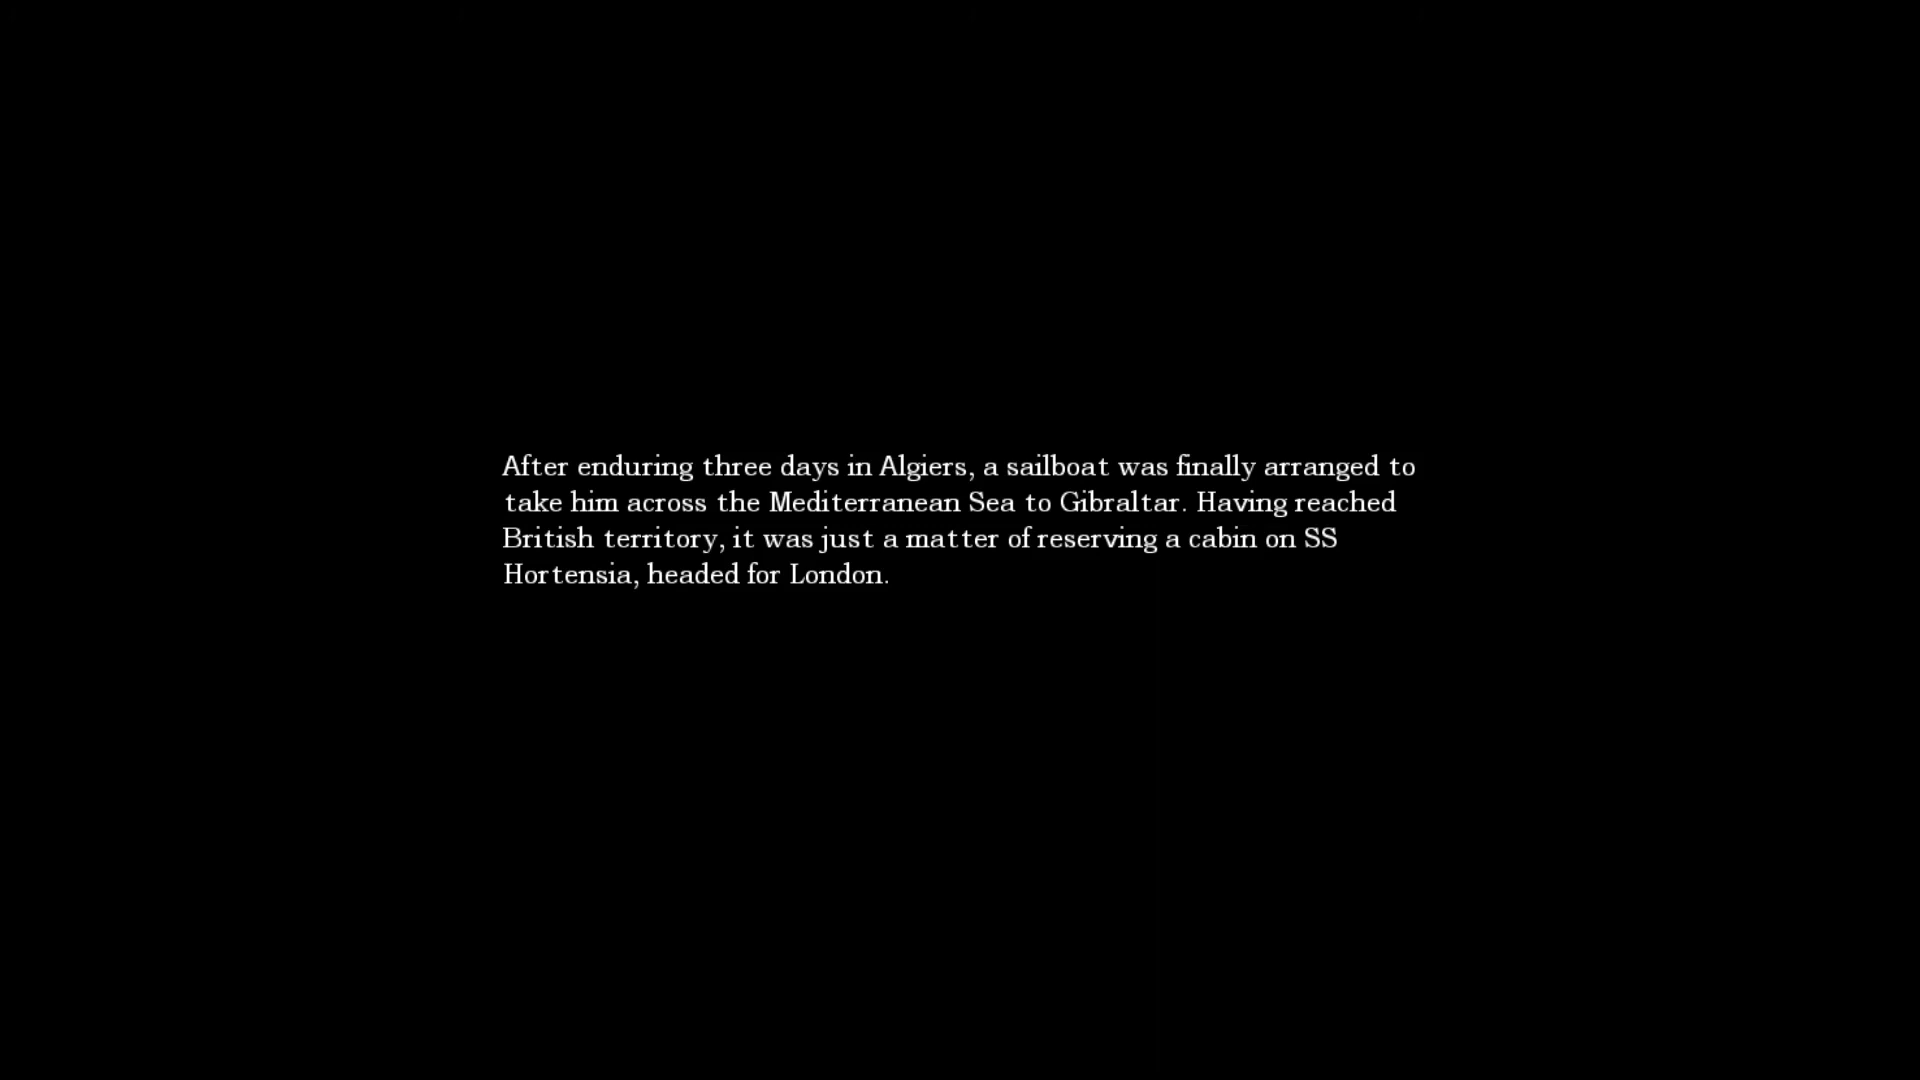 After enduring three days in Algiers, a sailboat was finally arranged to
take him across the Mediterranean Sea to Gibraltar. Having reached
British territory, it was just a matter of reserving a cabin on SS
Hortensia, headed for London.